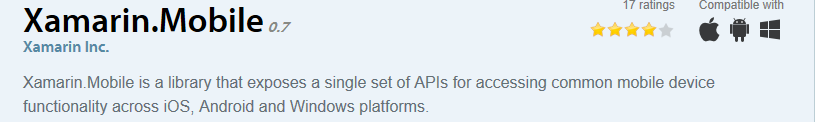 Xamarin.Mobile 0.7
17 ratings
Compatible with
Xamarin Inc.
Xamarin.Mobile is a library that exposes a single set of APIs for accessing common mobile device
functionality across iOS, Android and Windows platforms.